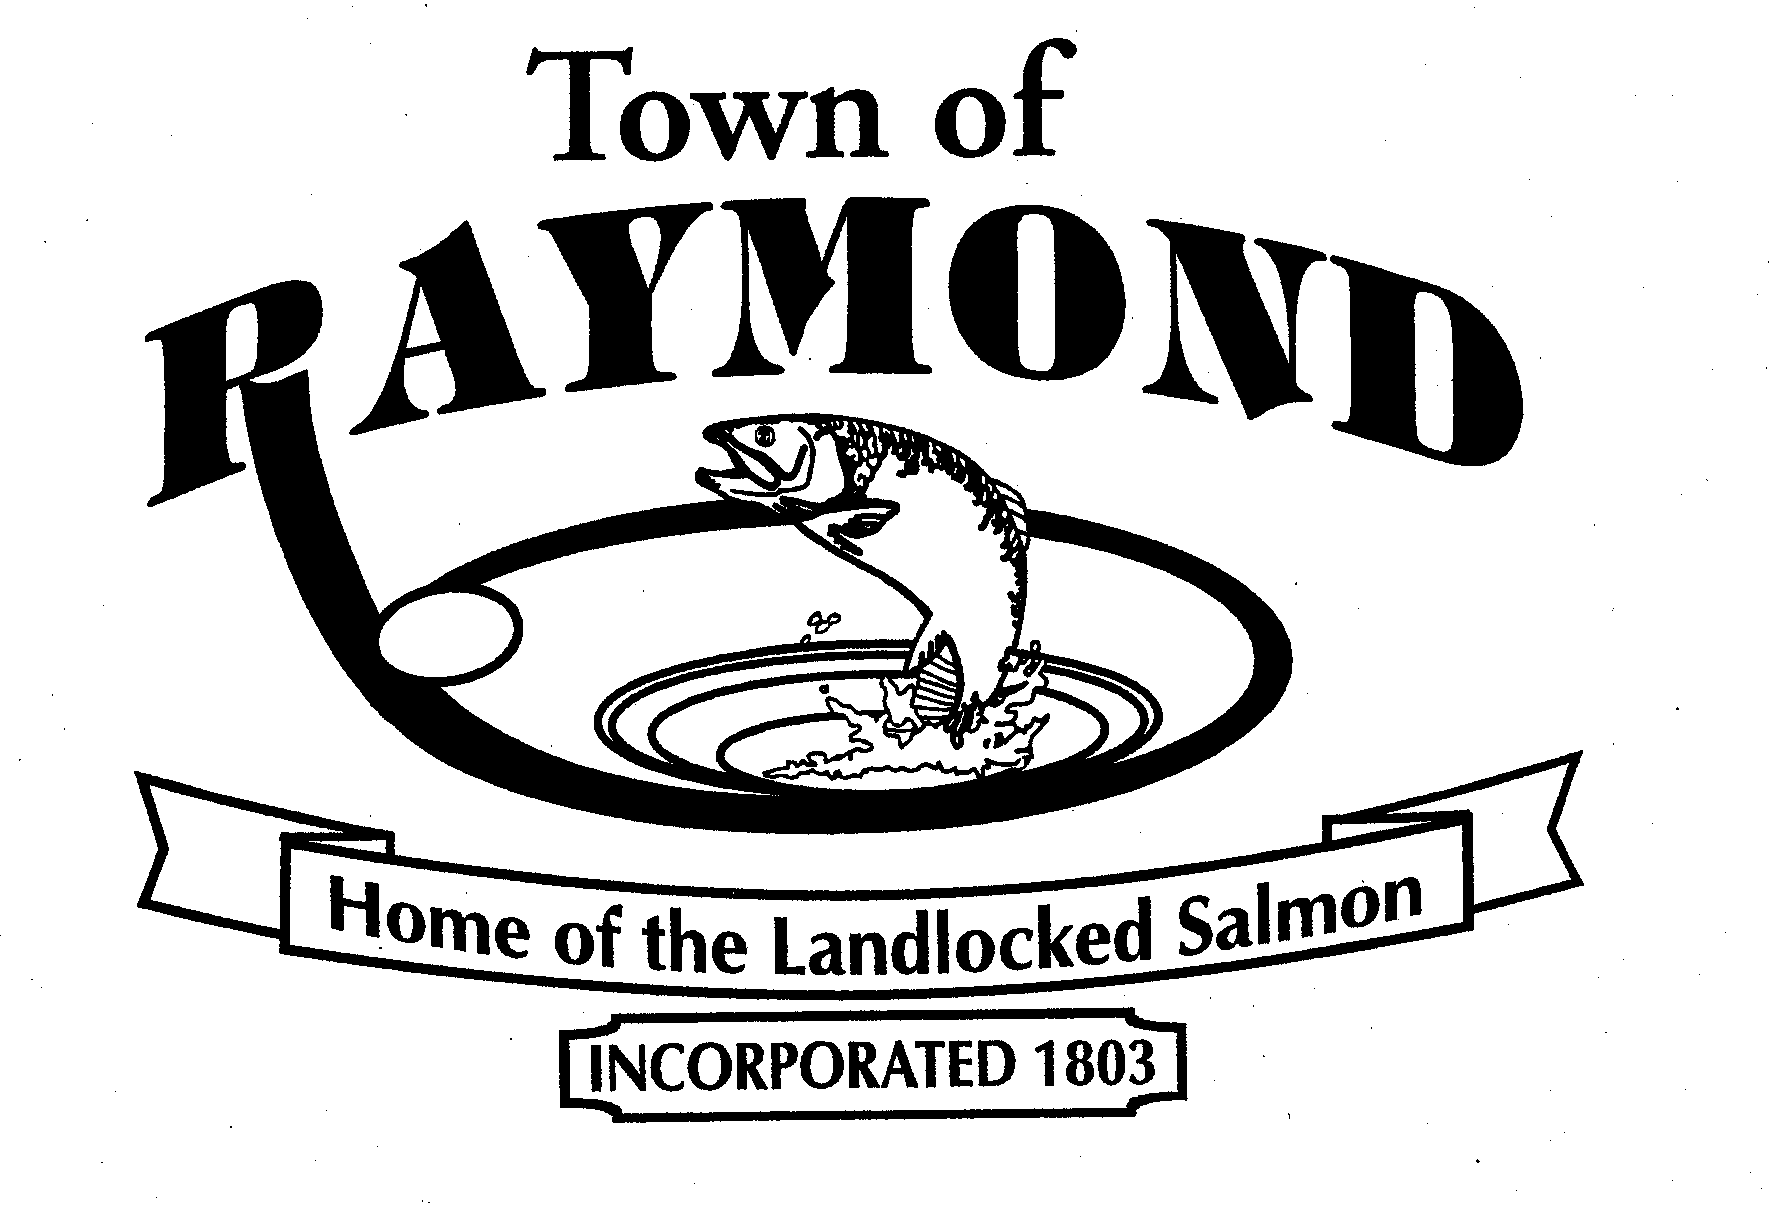 Town of
RAYMOND
Home of the Landlocked Salmon
INCORPORATED 1803